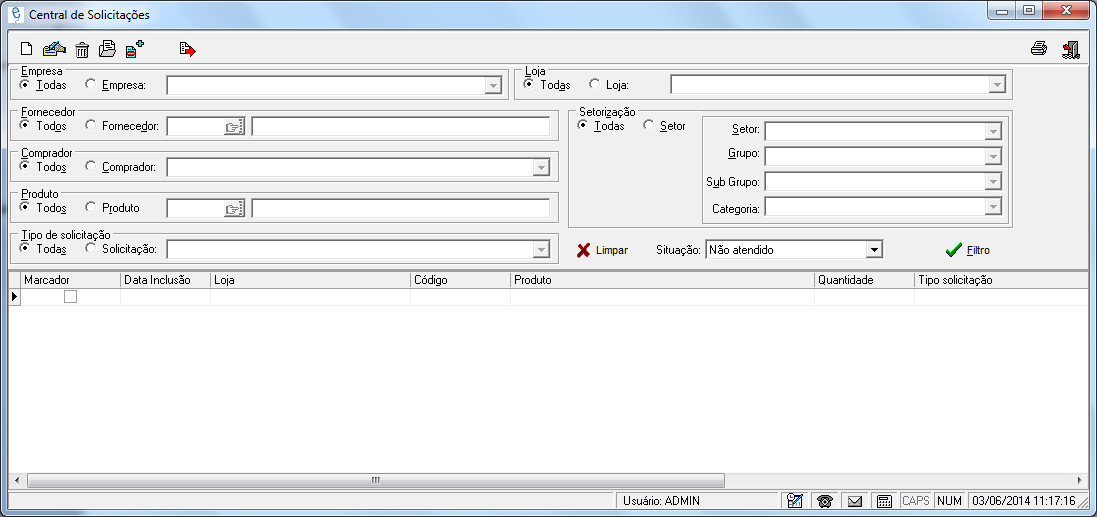 Central de Solicitações
Empresa
Todas Empresa:
Loja
Todas Loja:
Fornecedor
Todos Fornecedor:
Setorização
Todas Setor
Setor:
Grupo:
Sub Grupo:
Categoria:
Comprador
Todos Comprador:
Produto
Todos Produto
Tipo de solicitação
Todas Solicitação:
Limpar Situação: Não atendido Filtro
Marcador Data Inclusão Loja Código Produto Quantidade Tipo solicitação
Usuário: ADMIN CAPS NUM 03/06/2014 11:17:16